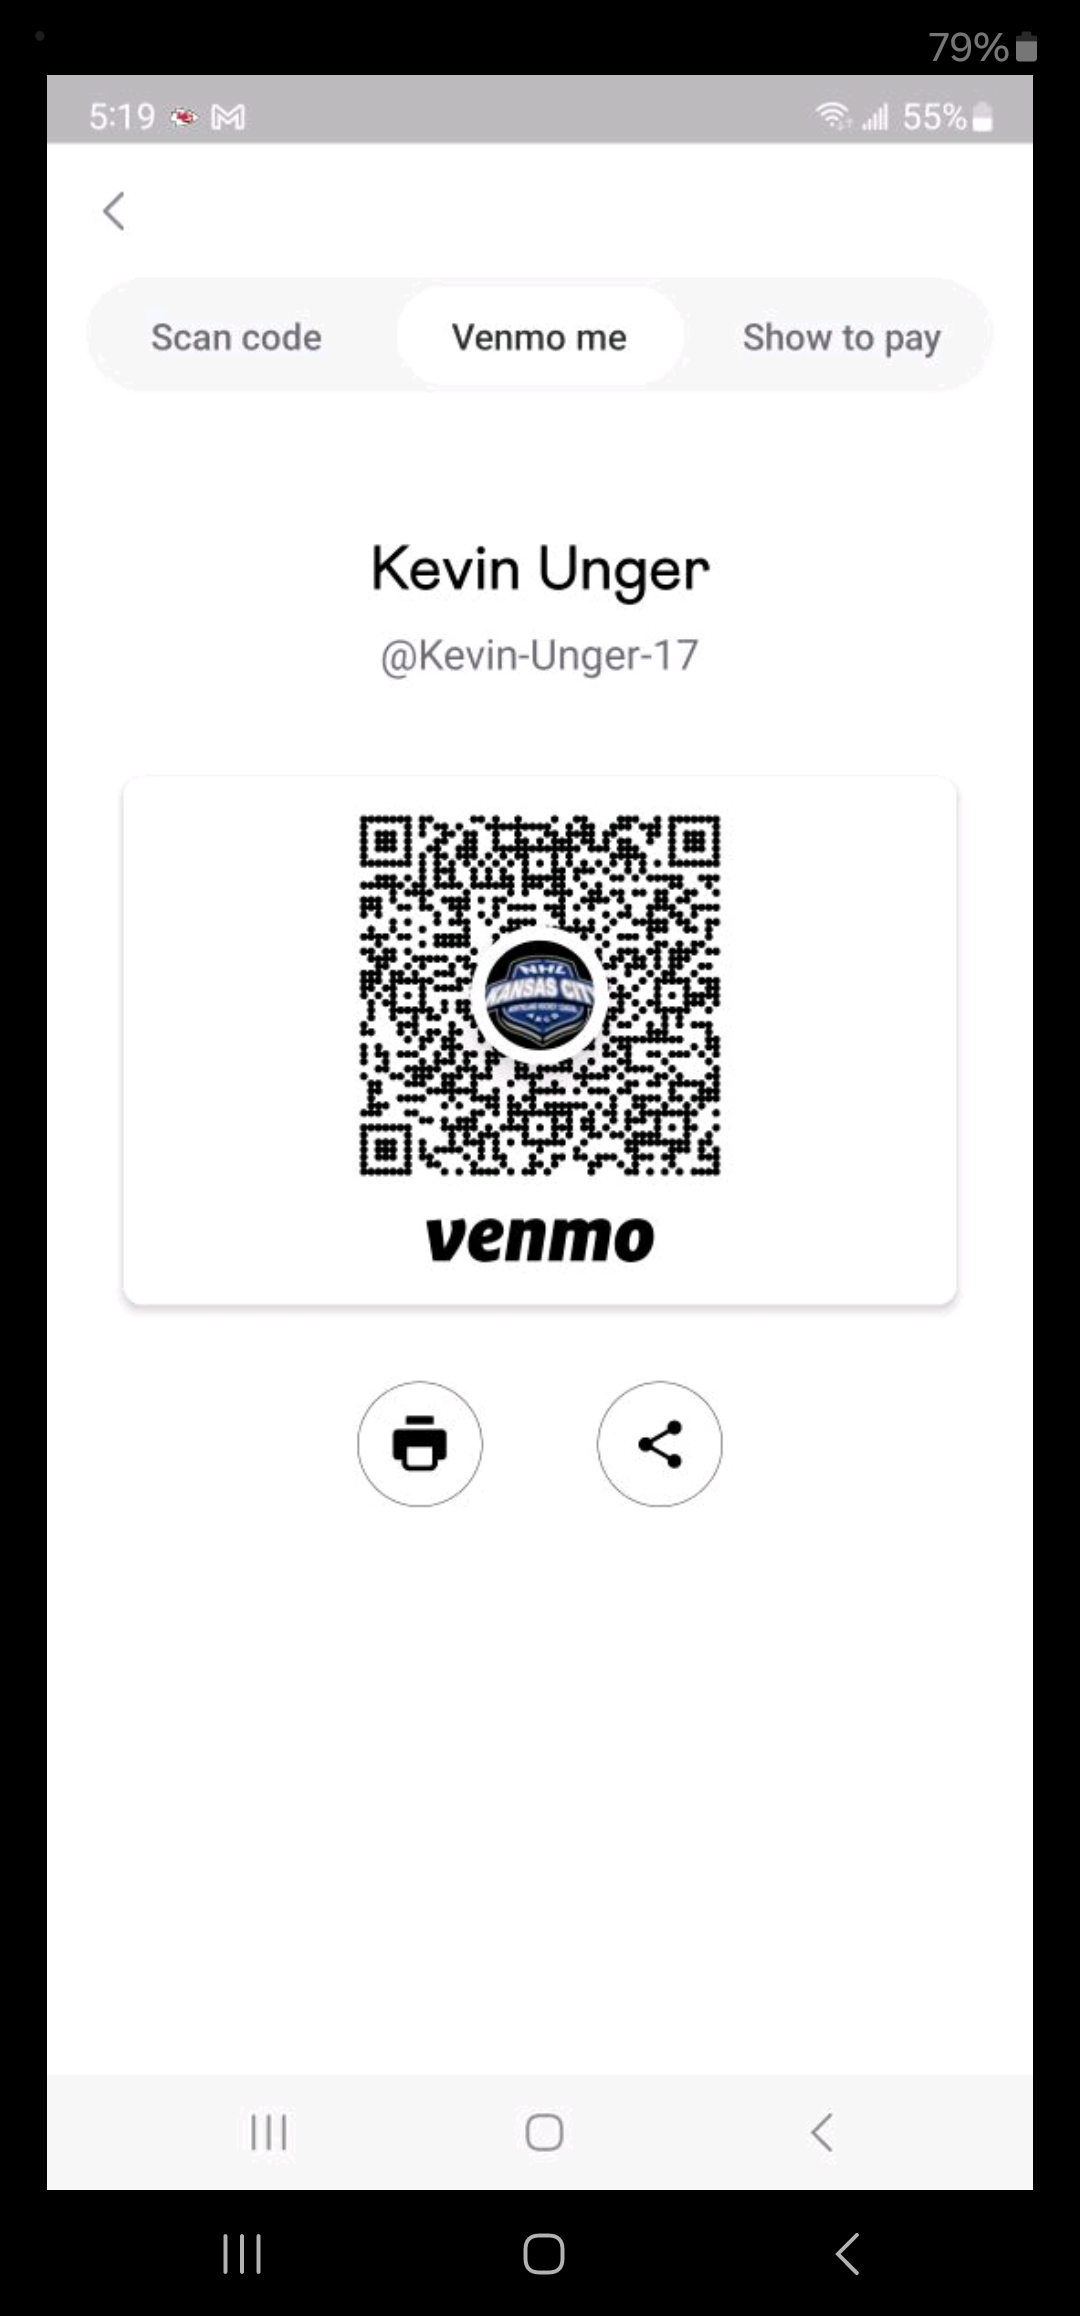 79%
5:19
55%
Scan code Venmo me Show to pay
Kevin Unger
@Kevin-Unger-17
NHL
KANSAS CITY
venmo